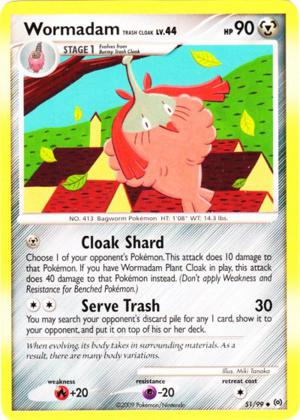 Wormadam TRASH CLOAK LV.44 HP 90
STAGE 1 Evolves from
Burmy Trash Cloak
NO. 413 Bagworm Pokémon HT: 1'08" WT: 14.3 lbs.
Cloak Shard
Choose 1 of your opponent's Pokémon. This attack does 10 damage
to that Pokémon. If you have Wormadam Plant Cloak in play, this attack
does 40 damage to that Pokémon instead. (Don't apply Weakness and
Resistance for Benched Pokémon.)
Serve Trash 30
You may search your opponent's discard pile for any 1 card, show it to
your opponent, and put it on top of his or her deck.
When evolving, its body takes in surrounding materials. As a
result, there are many body variations.
Illus. Miki Tanaka
weakness resistance retreat cost
+20 -20
©2009 Pokémon/Nintendo 51/99